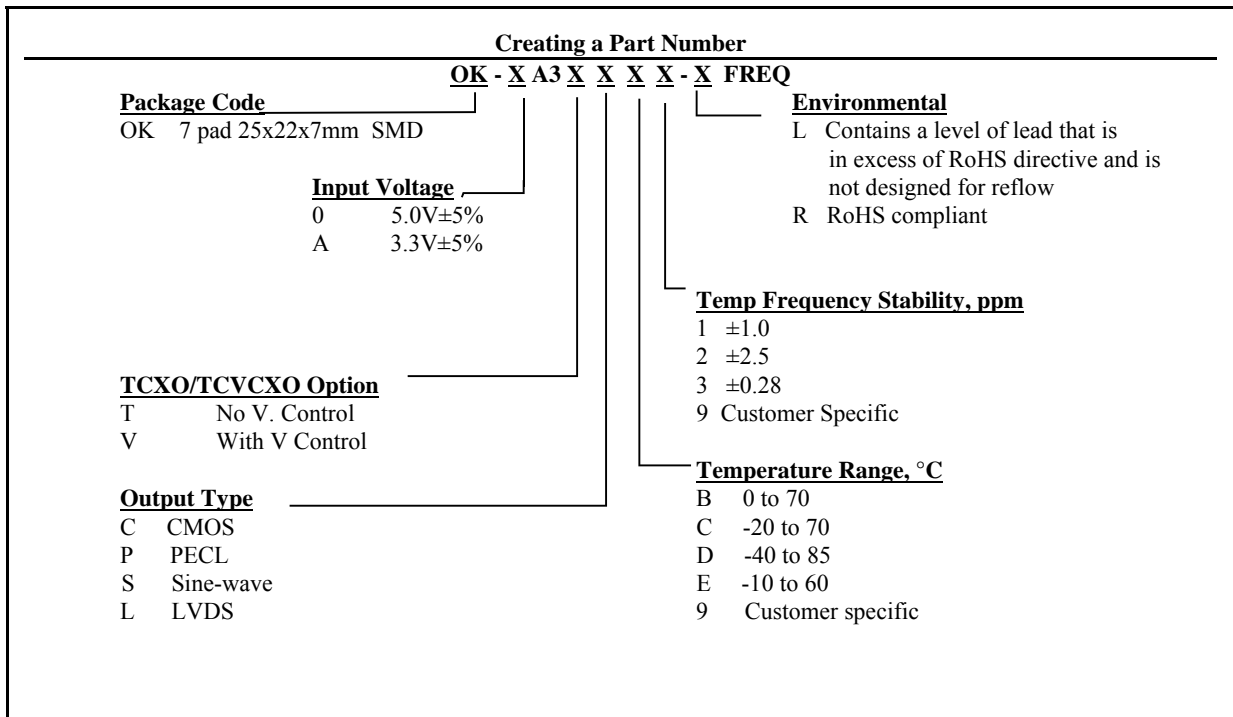 Creating a Part Number
OK - X A3 X X X X - X FREQ
Package Code
OK 7 pad 25x22x7mm SMD
Input Voltage
0 5.0V±5%
A 3.3V±5%
TCXO/TCVCXO Option
T No V. Control
V With V Control
Output Type
C CMOS
P PECL
S Sine-wave
L LVDS
Environmental
L Contains a level of lead that is
in excess of RoHS directive and is
not designed for reflow
R RoHS compliant
Temp Frequency Stability, ppm
1 ±1.0
2 ±2.5
3 ±0.28
9 Customer Specific
Temperature Range, °C
B 0 to 70
C -20 to 70
D -40 to 85
E -10 to 60
9 Customer specific